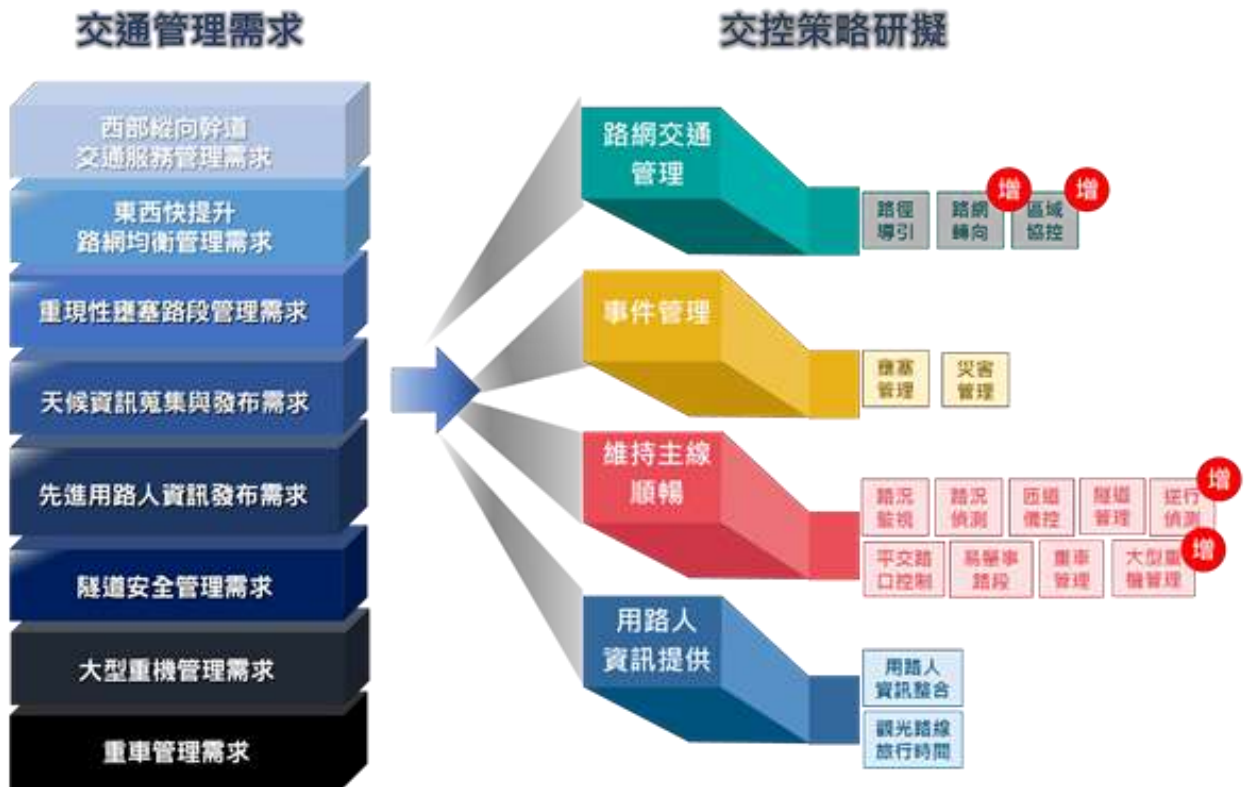 交通管理需求
西部縱向幹道
交通服務管理需求
東西快提升
路網均衡管理需求
重現性壅塞路段管理需求
天候資訊蒐集與發布需求
先進用路人資訊發布需求
隧道安全管理需求
大型重機管理需求
重車管理需求
交控策略研擬
路網交通
管理
路徑
導引
增
路網
轉向
增
區域
協控
事件管理
壅塞
管理
災害
管理
維持主線
順暢
路況
監視
路況
偵測
匝道
儀控
隧道
管理
增
逆行
偵測
平交路
口控制
易肇事
路段
重車
管理
增
大型重
機管理
用路人
資訊提供
用路人
資訊整合
觀光路線
旅行時間